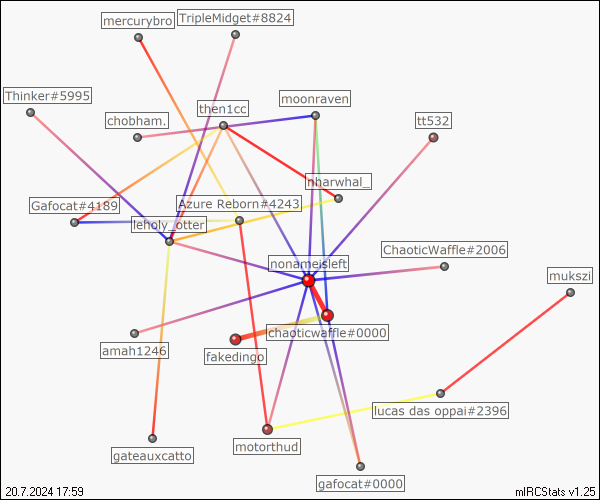 mercurybro
TripleMidget#8824
Thinker#5995
moonraven
then1cc
chobham.
tt532
nharwhal_
Gafocat#4189
Azure Reborn#4243
leholy_otter
ChaoticWaffle#2006
nonameisleft
mukszi
chaoticwaffle#0000
amah1246
fakedingo
lucas das oppai#2396
motorthud
gateauxcatto
gafocat#0000
20.7.2024 17:59
mIRCStats v1.25